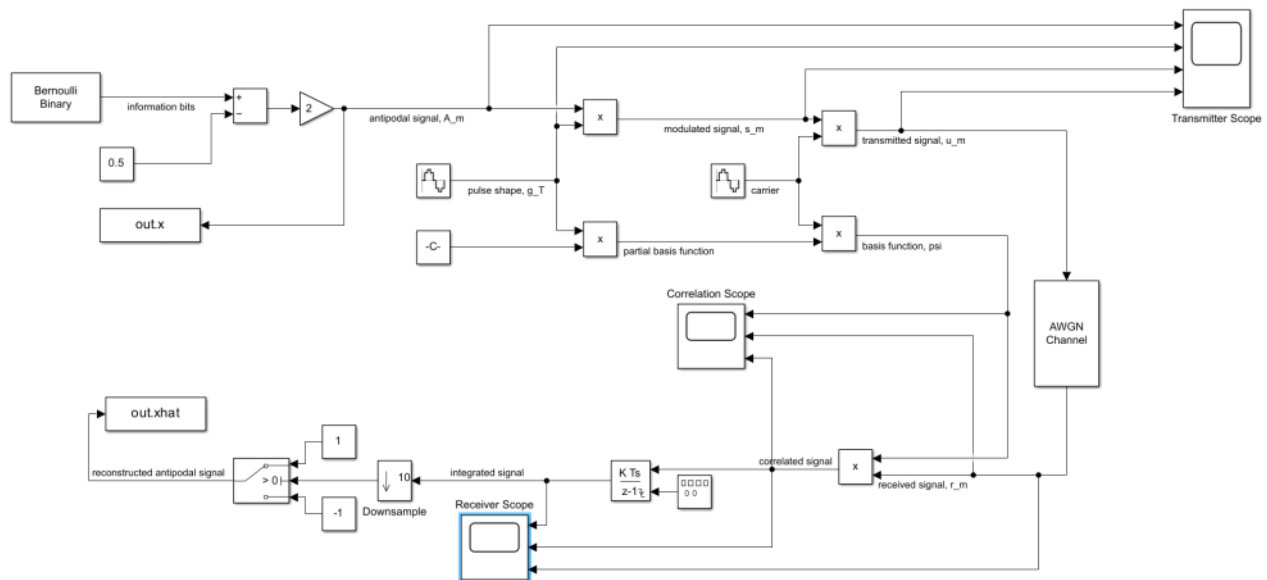 Bernoulli
Binary
information bits
+
−
2
antipodal signal, A_m
x
modulated signal, s_m
x
transmitted signal, u_m
Transmitter Scope
0.5
pulse shape, g_T
carrier
out.x
-C-
x
partial basis function
x
basis function, psi
Correlation Scope
AWGN
Channel
out.xhat
1
reconstructed antipodal signal
> 0
10
Downsample
integrated signal
K Ts
z-1
correlated signal
x
received signal, r_m
0 0
-1
Receiver Scope